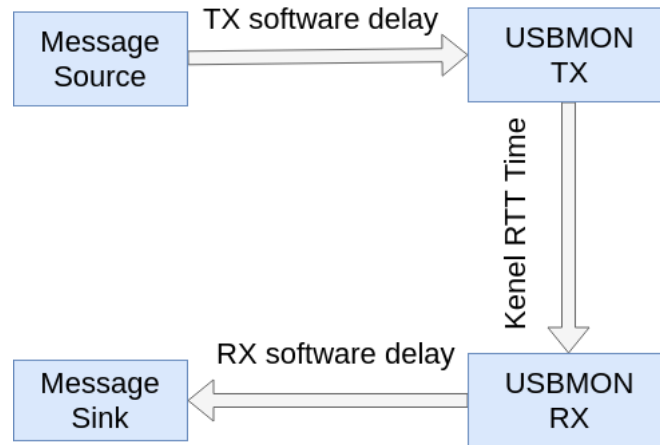 TX software delay
Message
Source
USBMON
TX
Kenel RTT Time
RX software delay
Message
Sink
USBMON
RX